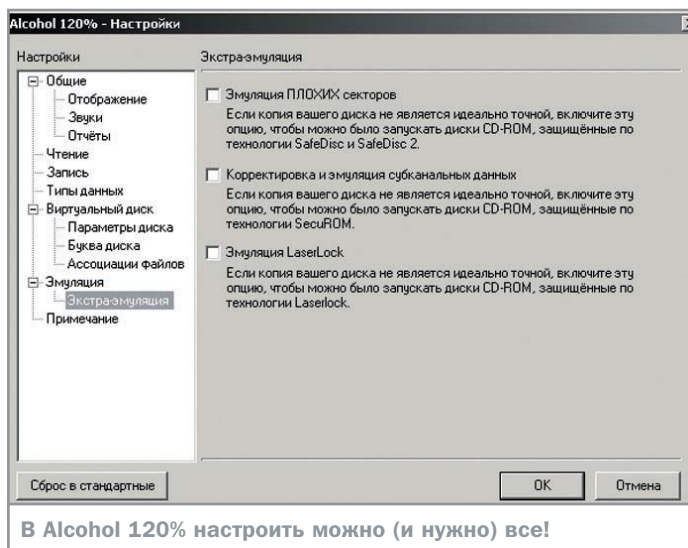 Alcohol 120% - Настройки
Настройки
Экстра-эмуляция
Общие
Отображение
Звуки
Отчёты
Чтение
Запись
Типы данных
Виртуальный диск
Параметры диска
Буква диска
Ассоциации файлов
Эмуляция
Экстра-эмуляция
Примечание
Эмуляция ПЛОХИХ секторов
Если копия вашего диска не является идеально точной, включите эту
опцию, чтобы можно было запускать диски CD-ROM, защищённые по
технологии SafeDisc и SafeDisc 2.
Корректировка и эмуляция субканальных данных
Если копия вашего диска не является идеально точной, включите эту
опцию, чтобы можно было запускать диски CD-ROM, защищённые по
технологии SecuROM.
Эмуляция LaserLock
Если копия вашего диска не является идеально точной, включите эту
опцию, чтобы можно было запускать диски CD-ROM, защищённые по
технологии Laserlock.
Сброс в стандартные
OK
Отмена
В Alcohol 120% настроить можно (и нужно) все!